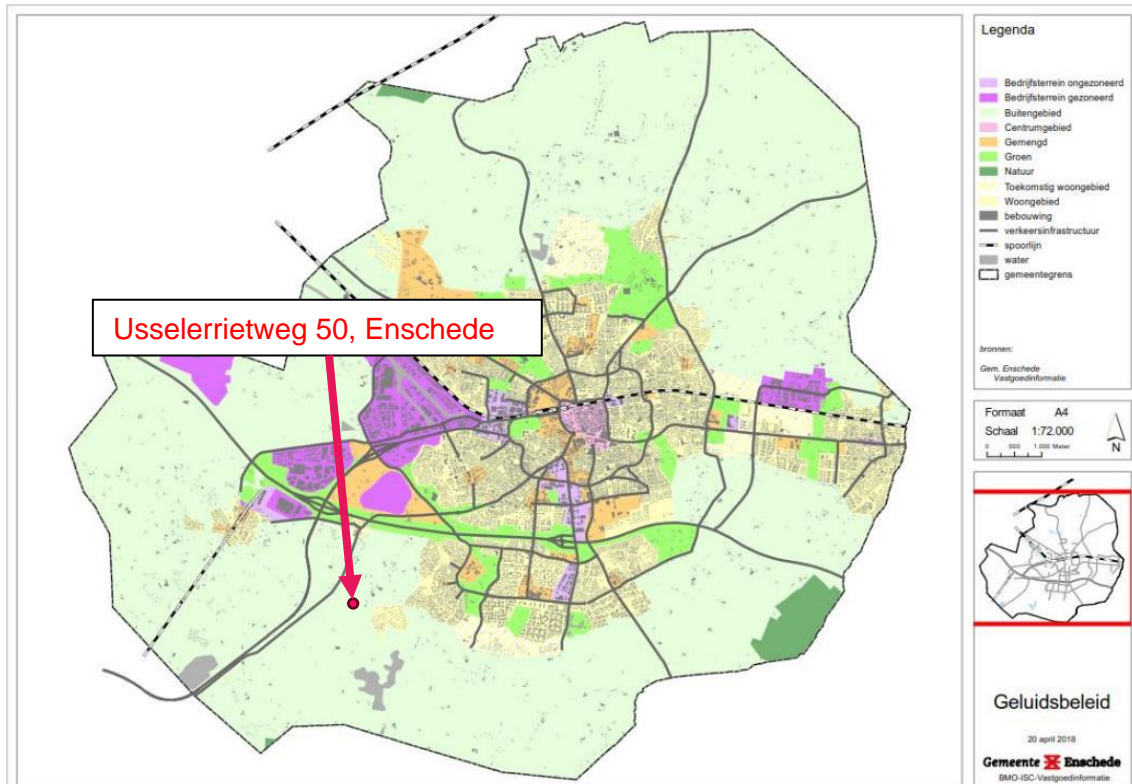 Usselerrietweg 50, Enschede
Legenda
Bedrijfsterrein ongezoneerd
Bedrijfsterrein gezoneerd
Buitengebied
Centrumgebied
Gemengd
Groen
Natuur
Toekomstig woongebied
Woongebied
bebouwing
verkeersinfrastructuur
spoorlijn
water
gemeentegrens
bronnen:
Gem. Enschede
Vastgoedinformatie
Formaat A4
Schaal 1:72.000
0 500 1.000 Meter
N
Geluidsbeleid
20 april 2018
Gemeente Enschede
BMO-ISC-Vastgoedinformatie